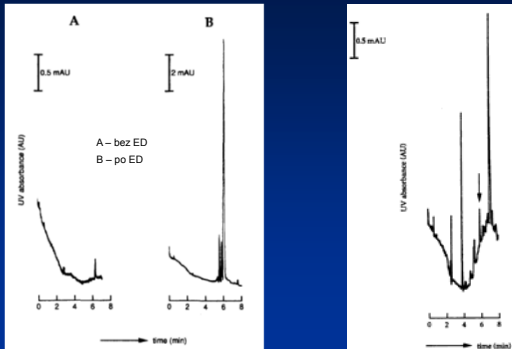 A
B
0.5 mAU
2 mAU
A – bez ED
B – po ED
UV absorbance (AU)
0 2 4 6 8
0 2 4 6 8
time (min)
0.5 mAU
UV absorbance (AU)
0 2 4 6 8
time (min)